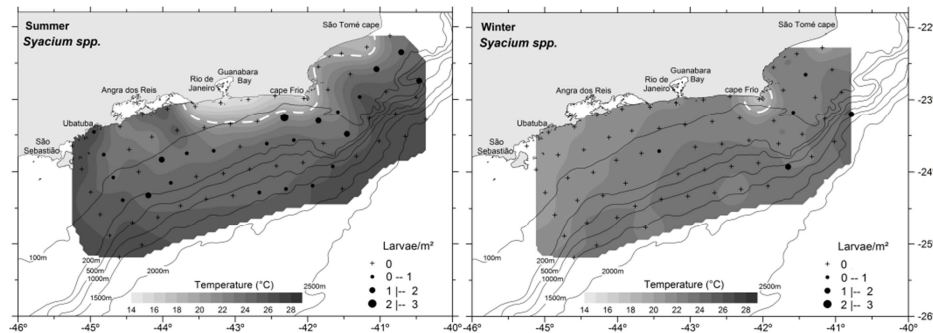 Summer
Syacium spp.
São Tomé cape
Guanabara
Bay
Rio de
Janeiro
cape Frio
Angra dos Reis
Ubatuba
São
Sebastião
100m
200m
500m
1000m
1500m
2000m
2500m
Larvae/m²
0
0 -- 1
1 |-- 2
2 |-- 3
Temperature (°C)
14 16 18 20 22 24 26 28
-46 -45 -44 -43 -42 -41 -40
Winter
Syacium spp.
São Tomé cape
Guanabara
Bay
Rio de
Janeiro
cape Frio
Angra dos Reis
Ubatuba
São
Sebastião
100m
200m
500m
1000m
1500m
2000m
2500m
Larvae/m²
0
0 -- 1
1 |-- 2
2 |-- 3
Temperature (°C)
14 16 18 20 22 24 26 28
-46 -45 -44 -43 -42 -41 -40
-22
-23
-24
-25
-26